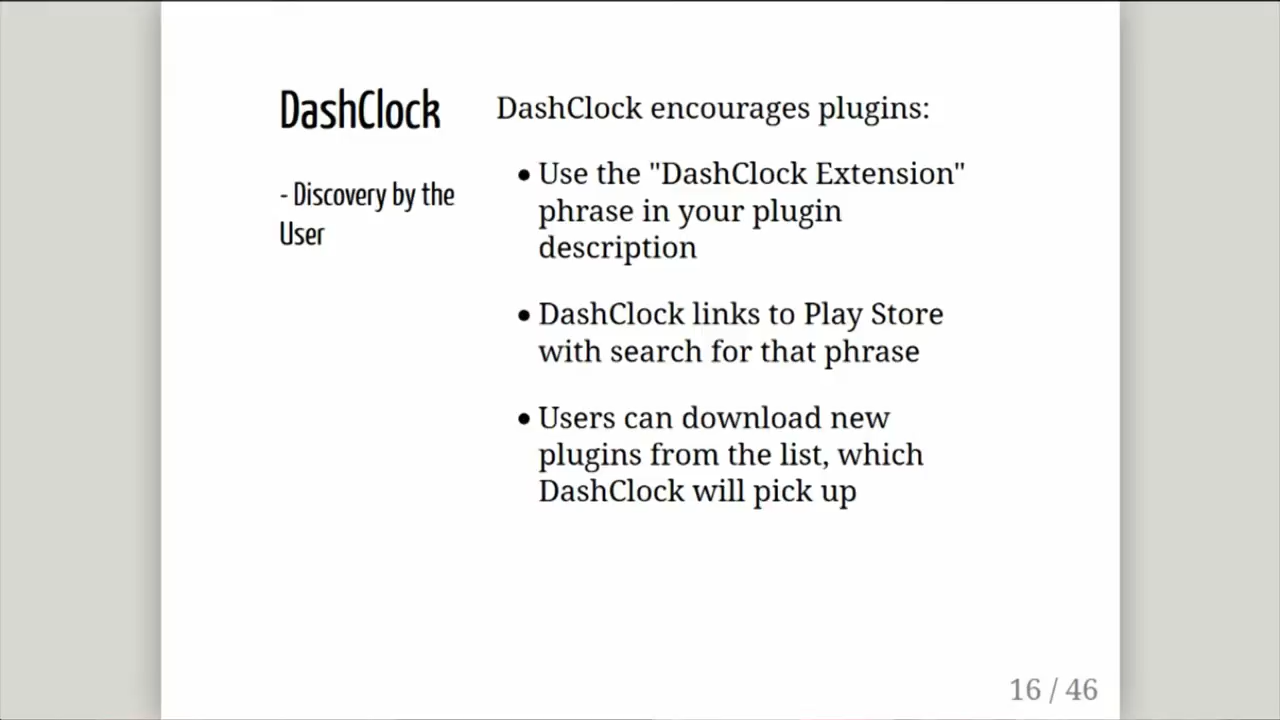 DashClock
- Discovery by the
User
DashClock encourages plugins:
• Use the "DashClock Extension"
phrase in your plugin
description
• DashClock links to Play Store
with search for that phrase
• Users can download new
plugins from the list, which
DashClock will pick up
16 / 46